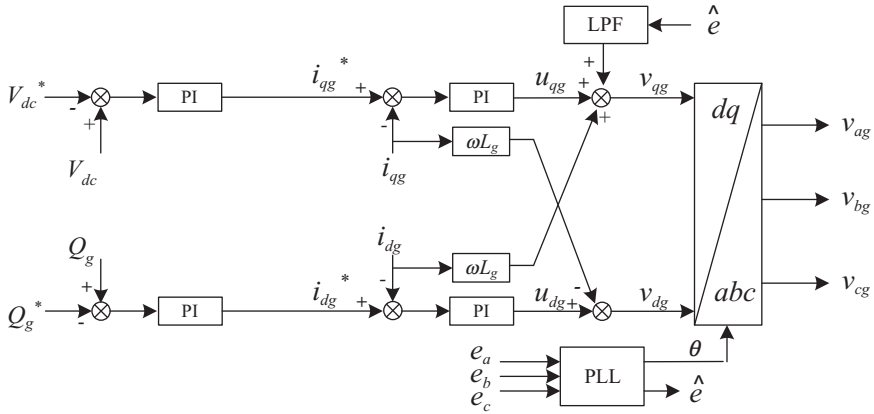 LPF
ê
V_dc*
-
+
V_dc
PI
i_qg*
+
-
i_qg
PI
u_qg
+
+
+
v_qg
ωL_g
dq
abc
v_ag
v_bg
v_cg
Q_g
+
Q_g*
-
PI
i_dg*
i_dg
-
+
ωL_g
PI
u_dg
+
-
v_dg
e_a
e_b
e_c
PLL
θ
ê